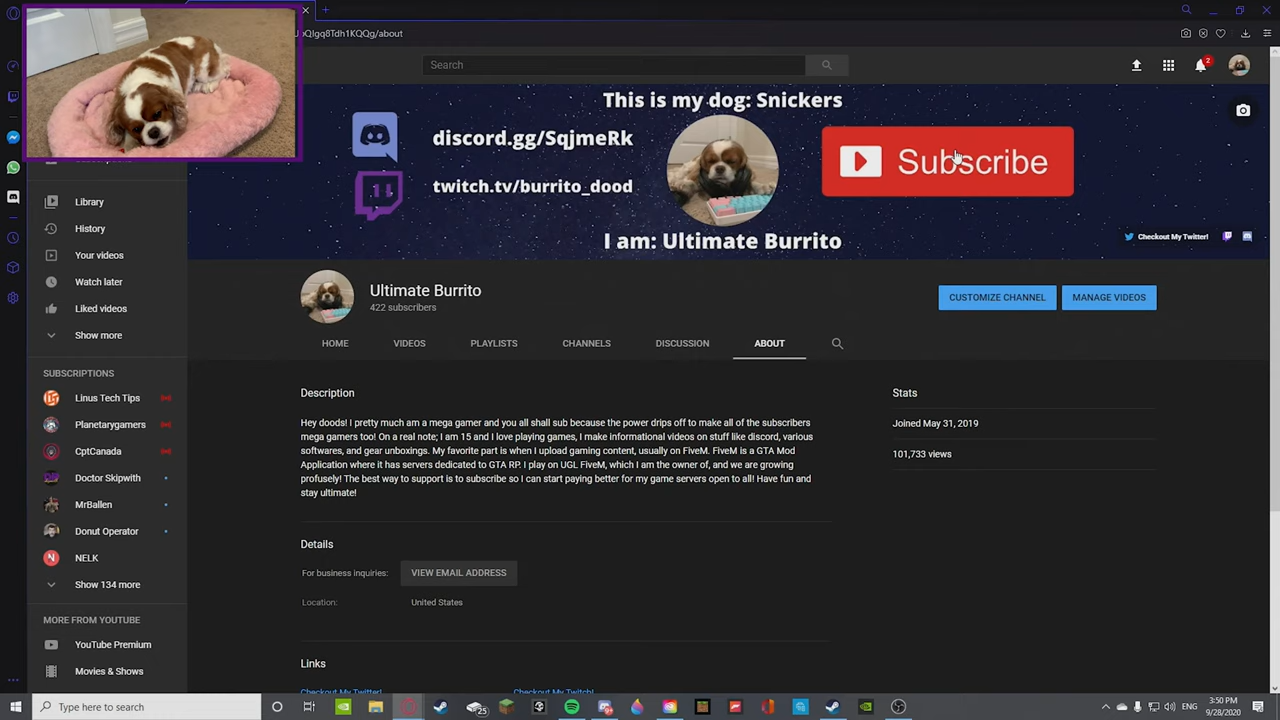 pQIgq8Tdh1KQQg/about
Search
2
This is my dog: Snickers
discord.gg/SqjmeRk
twitch.tv/burrito_dood
Subscribe
I am: Ultimate Burrito
Checkout My Twitter!
Library
History
Your videos
Watch later
Liked videos
Show more
SUBSCRIPTIONS
Linus Tech Tips
Planetarygamers
CptCanada
Doctor Skipwith
MrBallen
Donut Operator
NELK
Show 134 more
MORE FROM YOUTUBE
YouTube Premium
Movies & Shows
Ultimate Burrito
422 subscribers
CUSTOMIZE CHANNEL
MANAGE VIDEOS
HOME
VIDEOS
PLAYLISTS
CHANNELS
DISCUSSION
ABOUT
Description
Hey doods! I pretty much am a mega gamer and you all shall sub because the power drips off to make all of the subscribers
mega gamers too! On a real note; I am 15 and I love playing games, I make informational videos on stuff like discord, various
softwares, and gear unboxings. My favorite part is when I upload gaming content, usually on FiveM. FiveM is a GTA Mod
Application where it has servers dedicated to GTA RP. I play on UGL FiveM, which I am the owner of, and we are growing
profusely! The best way to support is to subscribe so I can start paying better for my game servers open to all! Have fun and
stay ultimate!
Stats
Joined May 31, 2019
101,733 views
Details
For business inquiries:
VIEW EMAIL ADDRESS
Location:
United States
Links
Checkout My Twitter!
Checkout My Twitch!
Type here to search
25
3:50 PM
9/28/2020